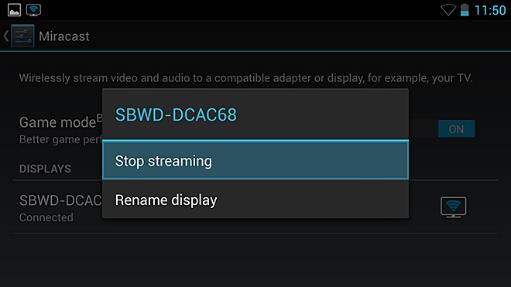 11:50
Miracast
Wirelessly stream video and audio to a compatible adapter or display, for example, your TV.
Game mode
Better game per
ON
SBWD-DCAC68
Stop streaming
Rename display
DISPLAYS
SBWD-DCAC
Connected